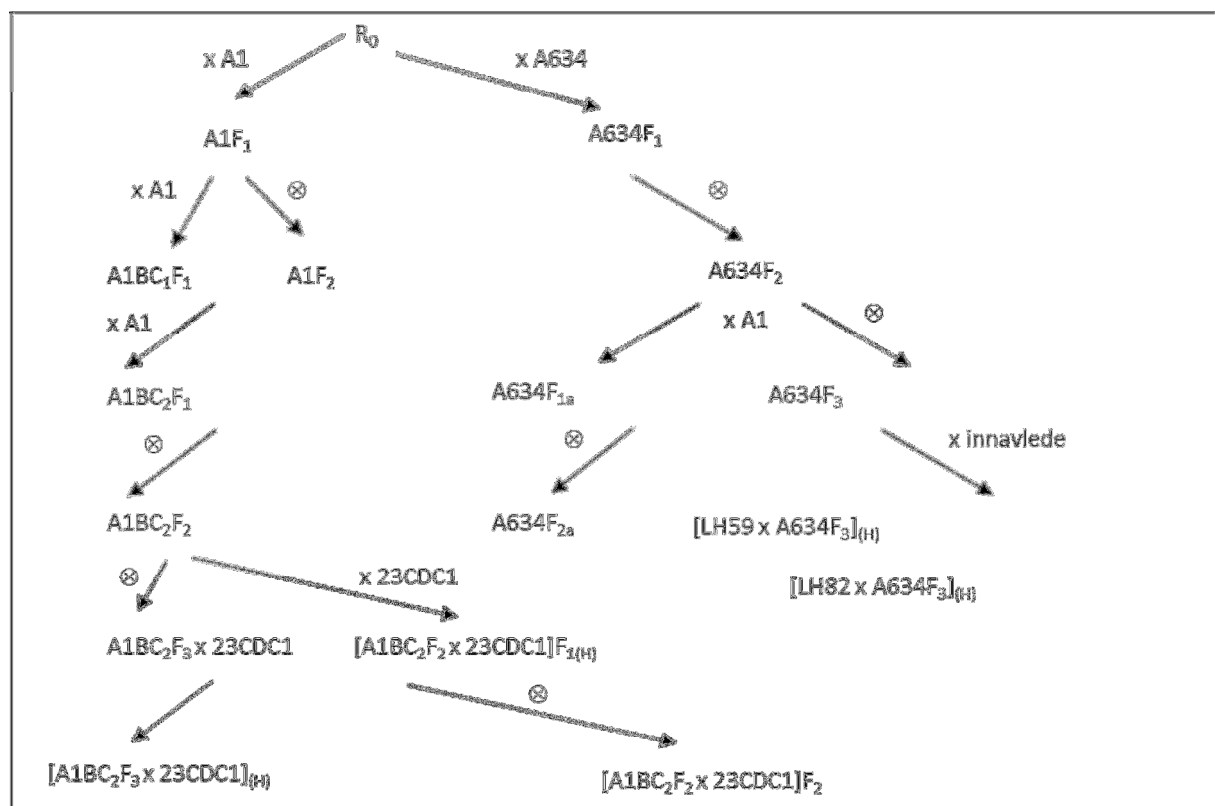 R₀
x A1
x A634
A1F₁
A634F₁
x A1
⊗
⊗
A1BC₁F₁
A1F₂
A634F₂
x A1
x A1
⊗
A1BC₂F₁
A634F₁ₐ
A634F₃
⊗
⊗
x innavlede
A1BC₂F₂
A634F₂ₐ
[LH59 x A634F₃]₍H₎
⊗
x 23CDC1
[LH82 x A634F₃]₍H₎
A1BC₂F₃ x 23CDC1
[A1BC₂F₂ x 23CDC1]F₁₍H₎
⊗
[A1BC₂F₃ x 23CDC1]₍H₎
[A1BC₂F₂ x 23CDC1]F₂